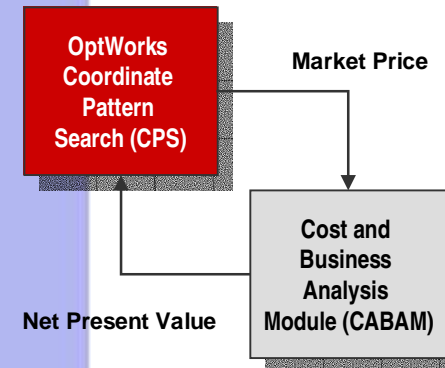 OptWorks
Coordinate
Pattern
Search (CPS)
Market Price
Cost and
Business
Analysis
Module (CABAM)
Net Present Value